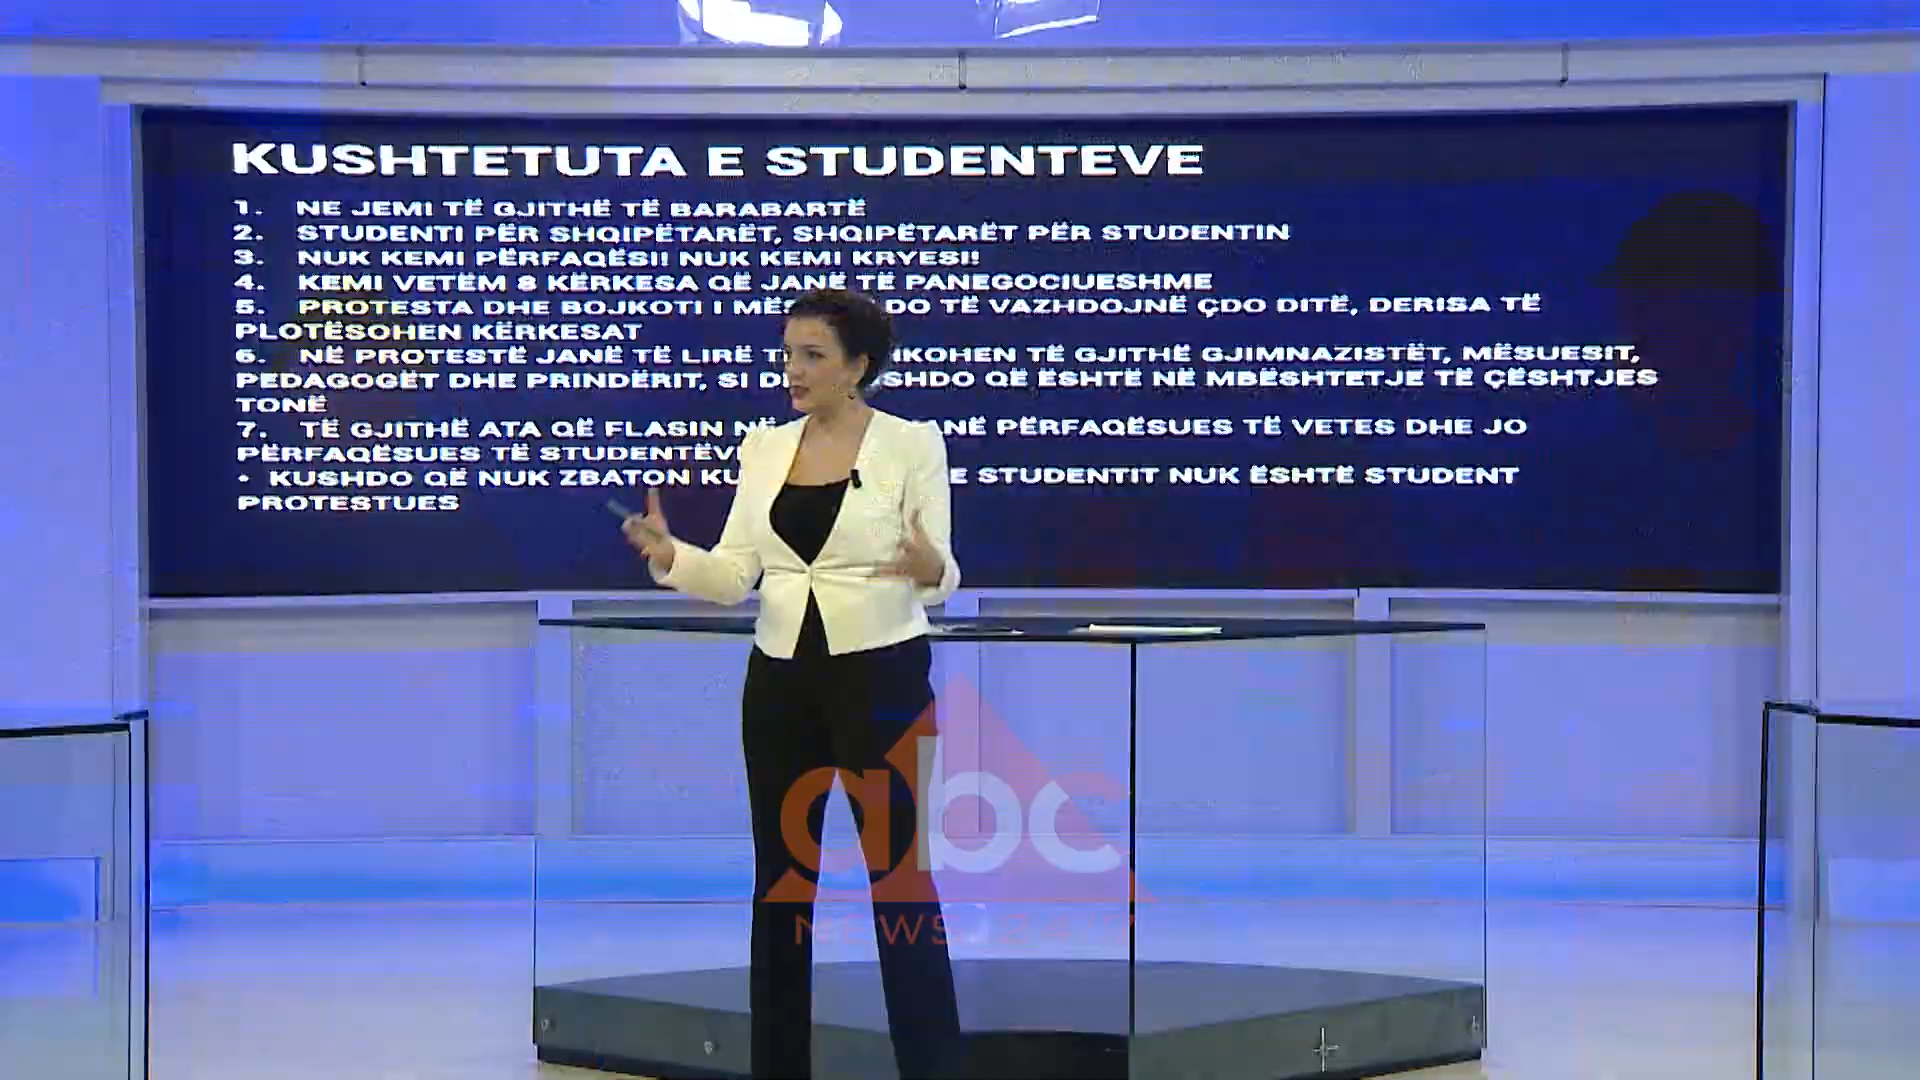 KUSHTETUTA E STUDENTEVE
1. NE JEMI TË GJITHË TË BARABARTË
2. STUDENTI PËR SHQIPËTARËT, SHQIPËTARËT PËR STUDENTIN
3. NUK KEMI PËRFAQËSI! NUK KEMI KRYESI!
4. KEMI VETËM 8 KËRKESA QË JANË TË PANEGOCIUESHME
5. PROTESTA DHE BOJKOTI I DO TË VAZHDOJNË ÇDO DITË, DERISA TË
PLOTËSOHEN KËRKESAT
6. NË PROTESTË JANË TË LIRË TË GJITHË GJIMNAZISTËT, MËSUESIT,
PEDAGOGËT DHE PRINDËRIT, SI QË ËSHTË NË MBËSHTETJE TË ÇËSHTJES
TONË
7. TË GJITHË ATA QË FLASIN PËRFAQËSUES TË VETES DHE JO
PËRFAQËSUES TË
• KUSHDO QË NUK ZBATON E STUDENTIT NUK ËSHTË STUDENT
PROTESTUES
abc
NEWS 24/7